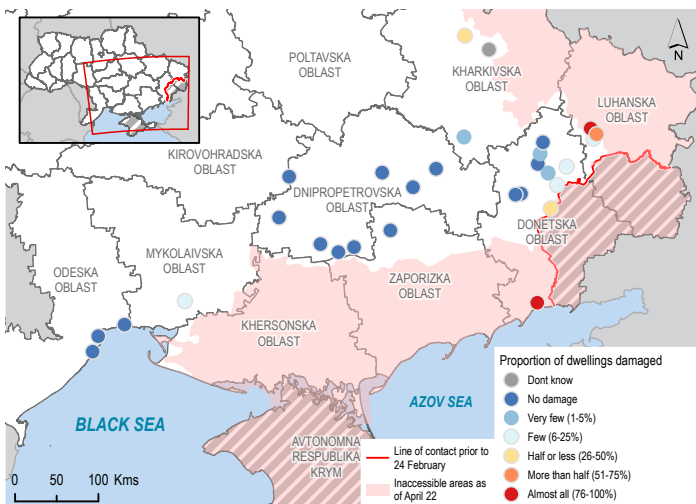 N
POLTAVSKA
OBLAST
KHARKIVSKA
OBLAST
LUHANSKA
OBLAST
KIROVOHRADSKA
OBLAST
DNIPROPETROVSKA
OBLAST
DONETSKA
OBLAST
MYKOLAIVSKA
OBLAST
ODESKA
OBLAST
ZAPORIZKA
OBLAST
KHERSONSKA
OBLAST
BLACK SEA
AZOV SEA
AVTONOMNA
RESPUBLIKA
KRYM
0 50 100 Kms
Line of contact prior to
24 February
Inaccessible areas as
of April 22
Proportion of dwellings damaged
Dont know
No damage
Very few (1-5%)
Few (6-25%)
Half or less (26-50%)
More than half (51-75%)
Almost all (76-100%)